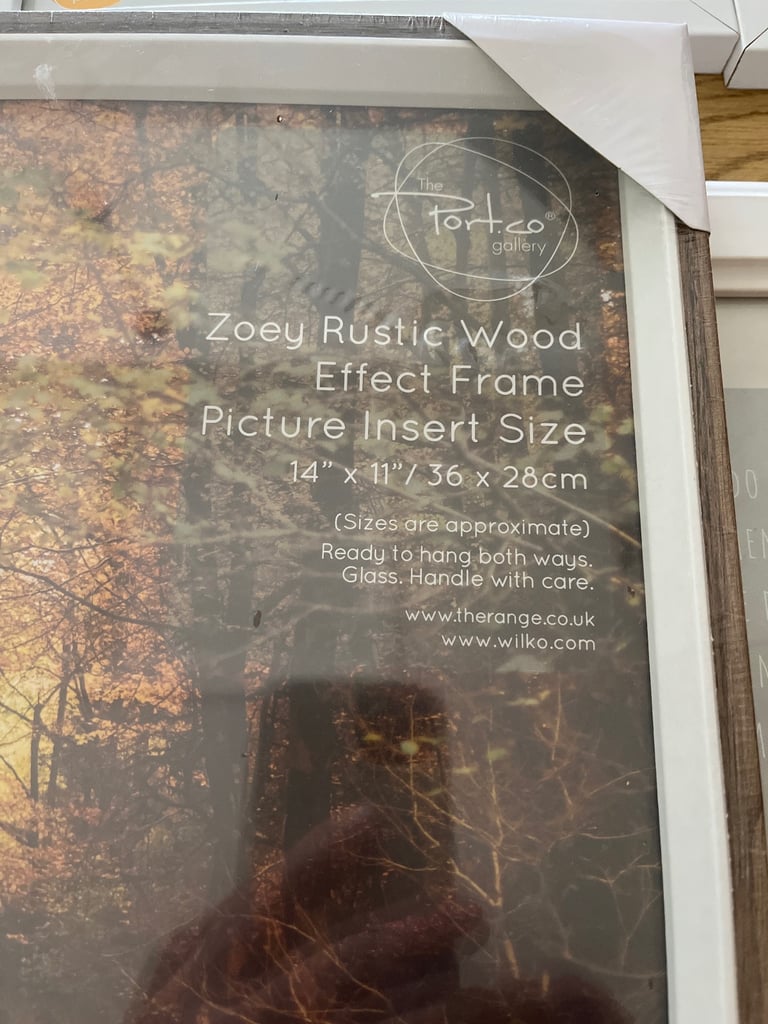 The
Port.co®
gallery
Zoey Rustic Wood
Effect Frame
Picture Insert Size
14” x 11”/ 36 x 28cm
(Sizes are approximate)
Ready to hang both ways.
Glass. Handle with care.
www.therange.co.uk
www.wilko.com